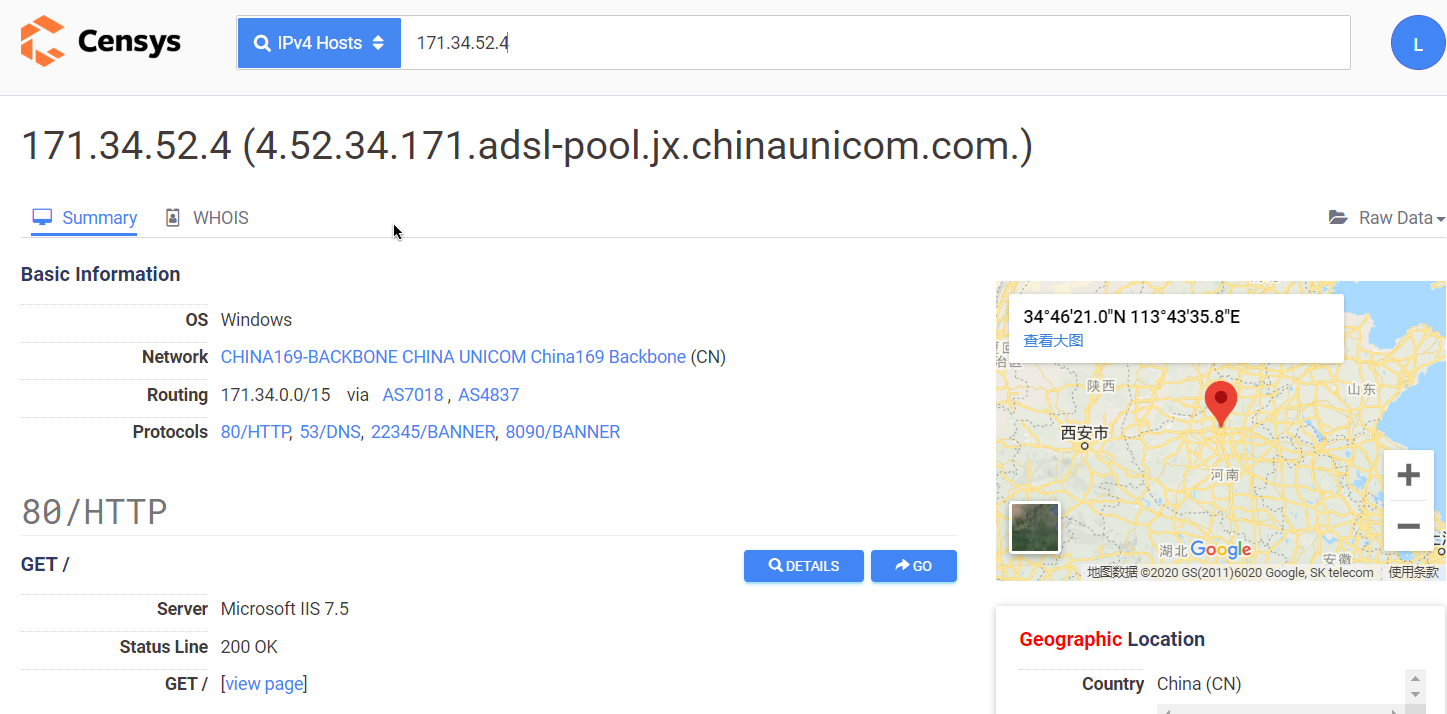 Censys
IPv4 Hosts
171.34.52.4
L
171.34.52.4 (4.52.34.171.adsl-pool.jx.chinaunicom.com.)
Summary
WHOIS
Raw Data
Basic Information
OS Windows
Network CHINA169-BACKBONE CHINA UNICOM China169 Backbone (CN)
Routing 171.34.0.0/15 via AS7018 , AS4837
Protocols 80/HTTP, 53/DNS, 22345/BANNER, 8090/BANNER
80/HTTP
GET /
DETAILS
GO
Server Microsoft IIS 7.5
Status Line 200 OK
GET / [view page]
34°46'21.0"N 113°43'35.8"E
查看大图
陕西
山东
西安市
河南
湖北
Google
安徽
地图数据 ©2020 GS(2011)6020 Google, SK telecom
使用条款
Geographic Location
Country China (CN)